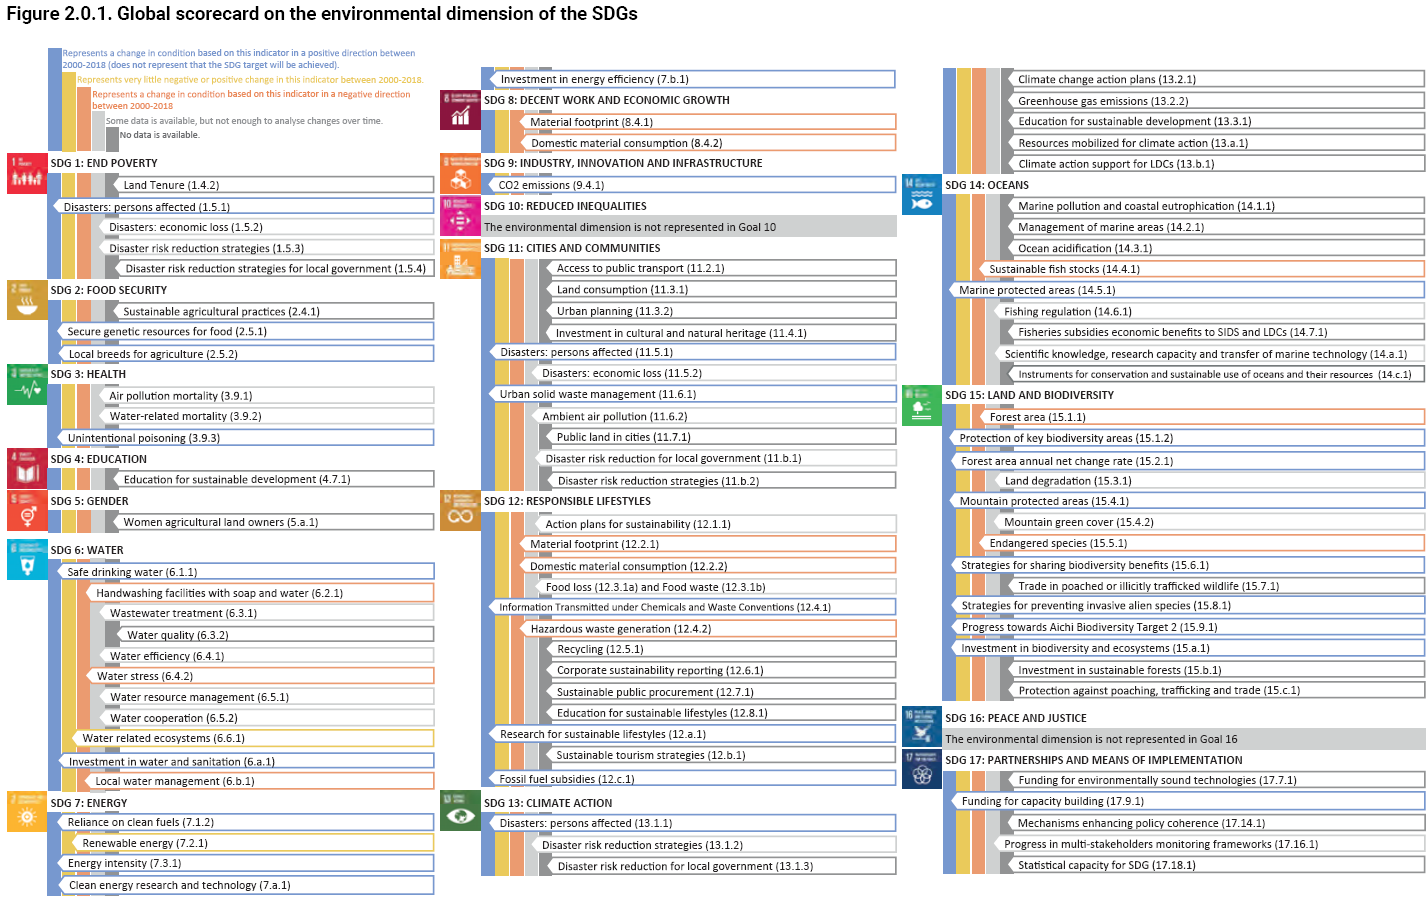 Figure 2.0.1. Global scorecard on the environmental dimension of the SDGs
Represents a change in condition based on this indicator in a positive direction between
2000-2018 (does not represent that the SDG target will be achieved).
Represents very little negative or positive change in this indicator between 2000-2018.
Represents a change in condition based on this indicator in a negative direction
between 2000-2018
Some data is available, but not enough to analyse changes over time.
No data is available.
SDG 1: END POVERTY
Land Tenure (1.4.2)
Disasters: persons affected (1.5.1)
Disasters: economic loss (1.5.2)
Disaster risk reduction strategies (1.5.3)
Disaster risk reduction strategies for local government (1.5.4)
SDG 2: FOOD SECURITY
Sustainable agricultural practices (2.4.1)
Secure genetic resources for food (2.5.1)
Local breeds for agriculture (2.5.2)
SDG 3: HEALTH
Air pollution mortality (3.9.1)
Water-related mortality (3.9.2)
Unintentional poisoning (3.9.3)
SDG 4: EDUCATION
Education for sustainable development (4.7.1)
SDG 5: GENDER
Women agricultural land owners (5.a.1)
SDG 6: WATER
Safe drinking water (6.1.1)
Handwashing facilities with soap and water (6.2.1)
Wastewater treatment (6.3.1)
Water quality (6.3.2)
Water efficiency (6.4.1)
Water stress (6.4.2)
Water resource management (6.5.1)
Water cooperation (6.5.2)
Water related ecosystems (6.6.1)
Investment in water and sanitation (6.a.1)
Local water management (6.b.1)
SDG 7: ENERGY
Reliance on clean fuels (7.1.2)
Renewable energy (7.2.1)
Energy intensity (7.3.1)
Clean energy research and technology (7.a.1)
Investment in energy efficiency (7.b.1)
SDG 8: DECENT WORK AND ECONOMIC GROWTH
Material footprint (8.4.1)
Domestic material consumption (8.4.2)
SDG 9: INDUSTRY, INNOVATION AND INFRASTRUCTURE
CO2 emissions (9.4.1)
SDG 10: REDUCED INEQUALITIES
The environmental dimension is not represented in Goal 10
SDG 11: CITIES AND COMMUNITIES
Access to public transport (11.2.1)
Land consumption (11.3.1)
Urban planning (11.3.2)
Investment in cultural and natural heritage (11.4.1)
Disasters: persons affected (11.5.1)
Disasters: economic loss (11.5.2)
Urban solid waste management (11.6.1)
Ambient air pollution (11.6.2)
Public land in cities (11.7.1)
Disaster risk reduction for local government (11.b.1)
Disaster risk reduction strategies (11.b.2)
SDG 12: RESPONSIBLE LIFESTYLES
Action plans for sustainability (12.1.1)
Material footprint (12.2.1)
Domestic material consumption (12.2.2)
Food loss (12.3.1a) and Food waste (12.3.1b)
Information Transmitted under Chemicals and Waste Conventions (12.4.1)
Hazardous waste generation (12.4.2)
Recycling (12.5.1)
Corporate sustainability reporting (12.6.1)
Sustainable public procurement (12.7.1)
Education for sustainable lifestyles (12.8.1)
Research for sustainable lifestyles (12.a.1)
Sustainable tourism strategies (12.b.1)
Fossil fuel subsidies (12.c.1)
SDG 13: CLIMATE ACTION
Disasters: persons affected (13.1.1)
Disaster risk reduction strategies (13.1.2)
Disaster risk reduction for local government (13.1.3)
Climate change action plans (13.2.1)
Greenhouse gas emissions (13.2.2)
Education for sustainable development (13.3.1)
Resources mobilized for climate action (13.a.1)
Climate action support for LDCs (13.b.1)
SDG 14: OCEANS
Marine pollution and coastal eutrophication (14.1.1)
Management of marine areas (14.2.1)
Ocean acidification (14.3.1)
Sustainable fish stocks (14.4.1)
Marine protected areas (14.5.1)
Fishing regulation (14.6.1)
Fisheries subsidies economic benefits to SIDS and LDCs (14.7.1)
Scientific knowledge, research capacity and transfer of marine technology (14.a.1)
Instruments for conservation and sustainable use of oceans and their resources (14.c.1)
SDG 15: LAND AND BIODIVERSITY
Forest area (15.1.1)
Protection of key biodiversity areas (15.1.2)
Forest area annual net change rate (15.2.1)
Land degradation (15.3.1)
Mountain protected areas (15.4.1)
Mountain green cover (15.4.2)
Endangered species (15.5.1)
Strategies for sharing biodiversity benefits (15.6.1)
Trade in poached or illicitly trafficked wildlife (15.7.1)
Strategies for preventing invasive alien species (15.8.1)
Progress towards Aichi Biodiversity Target 2 (15.9.1)
Investment in biodiversity and ecosystems (15.a.1)
Investment in sustainable forests (15.b.1)
Protection against poaching, trafficking and trade (15.c.1)
SDG 16: PEACE AND JUSTICE
The environmental dimension is not represented in Goal 16
SDG 17: PARTNERSHIPS AND MEANS OF IMPLEMENTATION
Funding for environmentally sound technologies (17.7.1)
Funding for capacity building (17.9.1)
Mechanisms enhancing policy coherence (17.14.1)
Progress in multi-stakeholders monitoring frameworks (17.16.1)
Statistical capacity for SDG (17.18.1)